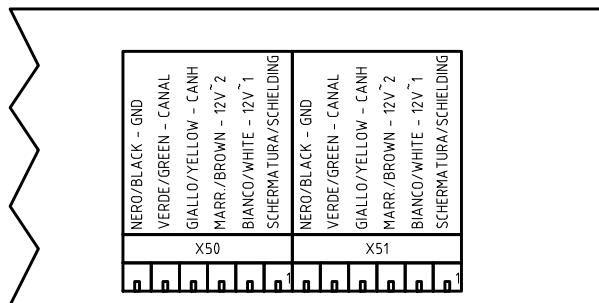 NERO/BLACK - GND
VERDE/GREEN - CANAL
GIALLO/YELLOW - CANH
MARR./BROWN - 12V~2
BIANCO/WHITE - 12V~1
SCHERMATURA/SCHIELDING
NERO/BLACK - GND
VERDE/GREEN - CANAL
GIALLO/YELLOW - CANH
MARR./BROWN - 12V~2
BIANCO/WHITE - 12V~1
SCHERMATURA/SCHIELDING
X50
X51
1
1